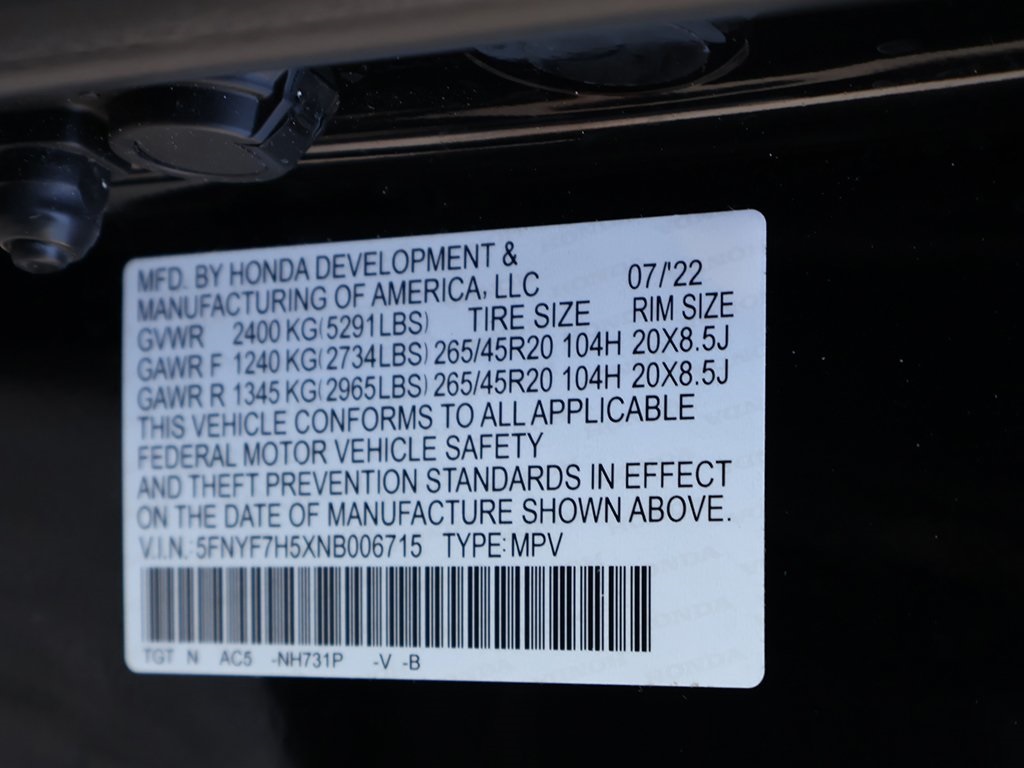 MFD. BY HONDA DEVELOPMENT &
MANUFACTURING OF AMERICA, LLC 07/'22
GVWR 2400 KG(5291LBS) TIRE SIZE RIM SIZE
GAWR F 1240 KG(2734LBS) 265/45R20 104H 20X8.5J
GAWR R 1345 KG(2965LBS) 265/45R20 104H 20X8.5J
THIS VEHICLE CONFORMS TO ALL APPLICABLE
FEDERAL MOTOR VEHICLE SAFETY
AND THEFT PREVENTION STANDARDS IN EFFECT
ON THE DATE OF MANUFACTURE SHOWN ABOVE.
V.I.N.: 5FNYF7H5XNB006715 TYPE: MPV
TGT N AC5 -NH731P -V -B